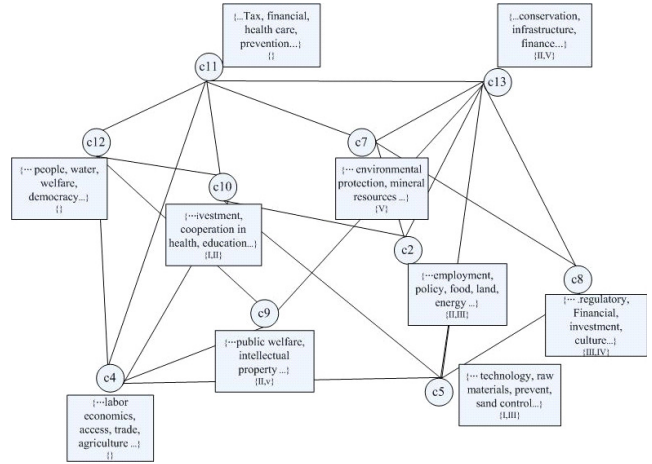 {...Tax, financial,
health care,
prevention...}
{}
{...conservation,
infrastructure,
finance...}
{II,V}
c11
c13
c12
c7
{··· people, water,
welfare,
democracy...}
{}
{··· environmental
protection, mineral
resources ...}
{V}
c10
{···ivestment,
cooperation in
health, education...}
{I,II}
c2
{···employment,
policy, food, land,
energy ...}
{II,III}
c8
{··· .regulatory,
Financial,
investment,
culture...}
{III,IV}
c9
{···public welfare,
intellectual
property ...}
{II,v}
c4
{···labor
economics,
access, trade,
agriculture ...}
{}
c5
{··· technology, raw
materials, prevent,
sand control...}
{I,III}